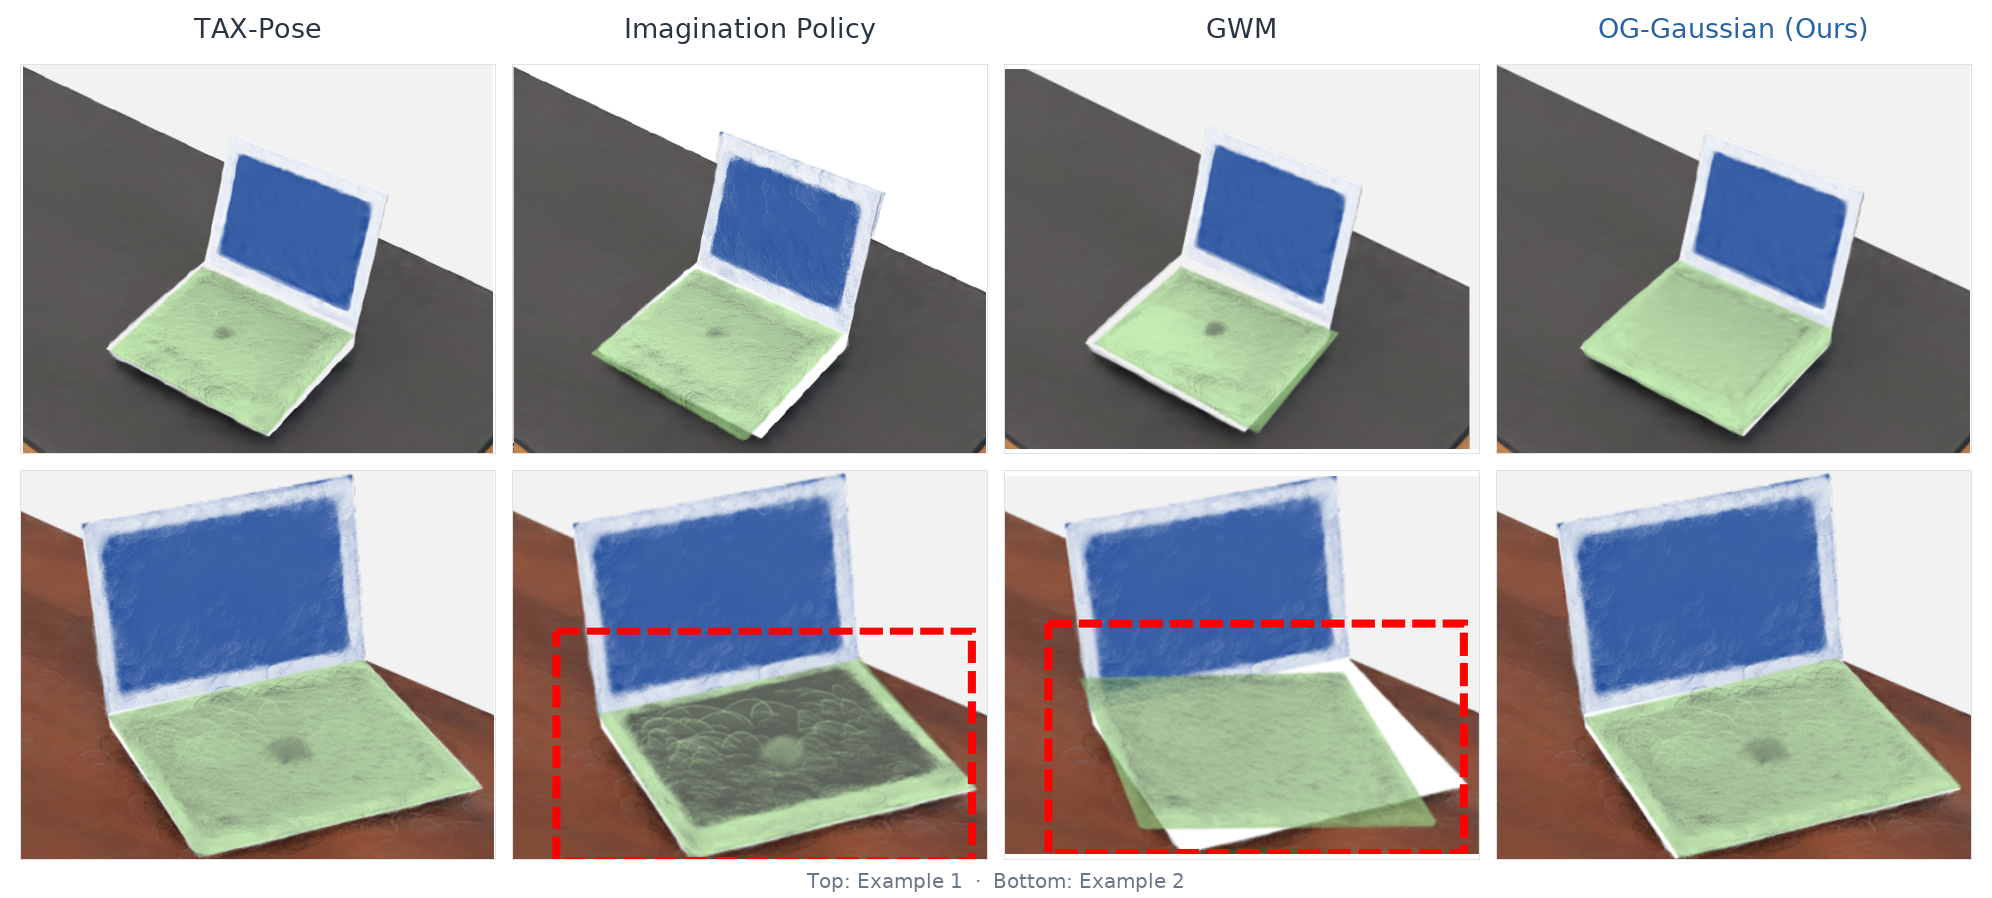 TAX-Pose
Imagination Policy
GWM
OG-Gaussian (Ours)
Top: Example 1 · Bottom: Example 2